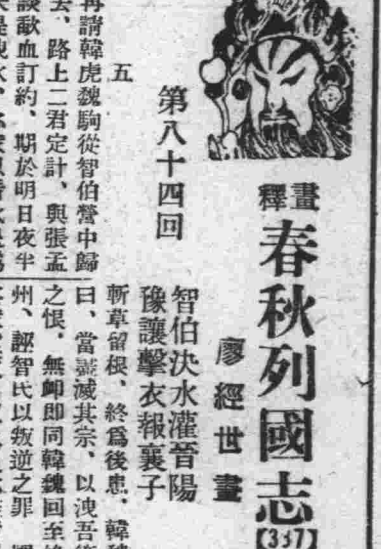 畫釋
春秋列國志
【337】
廖經世畫
第八十四回
智伯決水灌晉陽
豫讓擊衣報襄子
五
再請韓虎魏駒從智伯營中歸
去、路上二君定計、與張孟
談歃血訂約、期於明日夜半
斬草留根、終爲後患、韓魏
曰、當盡滅其宗、以洩吾
之恨、無卹即同韓魏回至
州、誣智氏以叛逆之罪